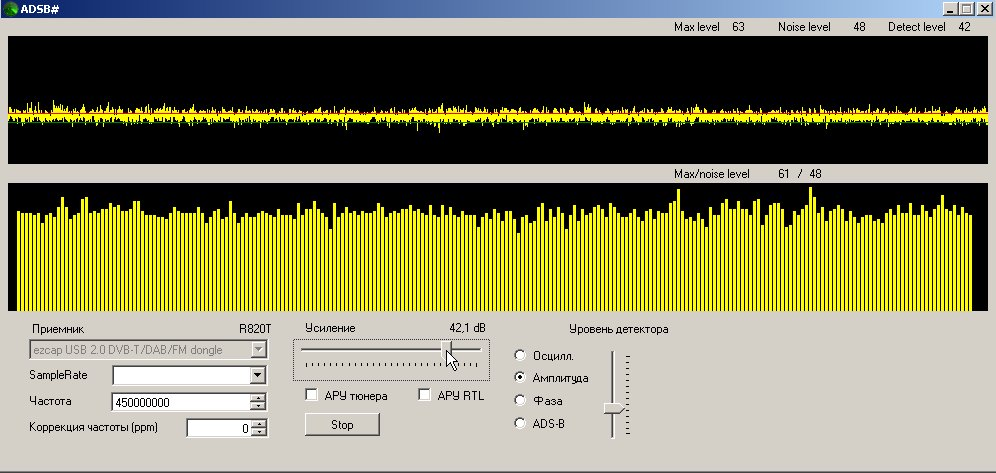 ADSB#
Max level 63 Noise level 48 Detect level 42
Max/noise level 61 / 48
Приемник R820T
ezcap USB 2.0 DVB-T/DAB/FM dongle
SampleRate
Частота 450000000
Коррекция частоты (ppm) 0
Усиление 42,1 dB
АРУ тюнера АРУ RTL
Stop
Уровень детектора
Осцилл.
Амплитуда
Фаза
ADS-B